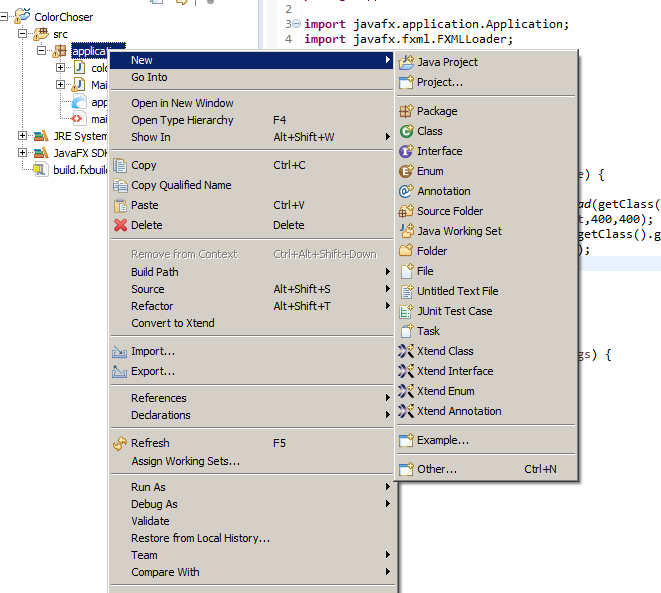 ColorChoser
src
applica
colo
Mai
app
mai
JRE System
JavaFX SDK
build.fxbuild
2
3 import javafx.application.Application;
4 import javafx.fxml.FXMLLoader;
e) {
ad(getClass(
t,400,400);
getClass().g
);
gs) {
New
Go Into
Open in New Window
Open Type Hierarchy F4
Show In Alt+Shift+W
Copy Ctrl+C
Copy Qualified Name
Paste Ctrl+V
Delete Delete
Remove from Context Ctrl+Alt+Shift+Down
Build Path
Source Alt+Shift+S
Refactor Alt+Shift+T
Convert to Xtend
Import...
Export...
References
Declarations
Refresh F5
Assign Working Sets...
Run As
Debug As
Validate
Restore from Local History...
Team
Compare With
Java Project
Project...
Package
Class
Interface
Enum
Annotation
Source Folder
Java Working Set
Folder
File
Untitled Text File
JUnit Test Case
Task
Xtend Class
Xtend Interface
Xtend Enum
Xtend Annotation
Example...
Other... Ctrl+N